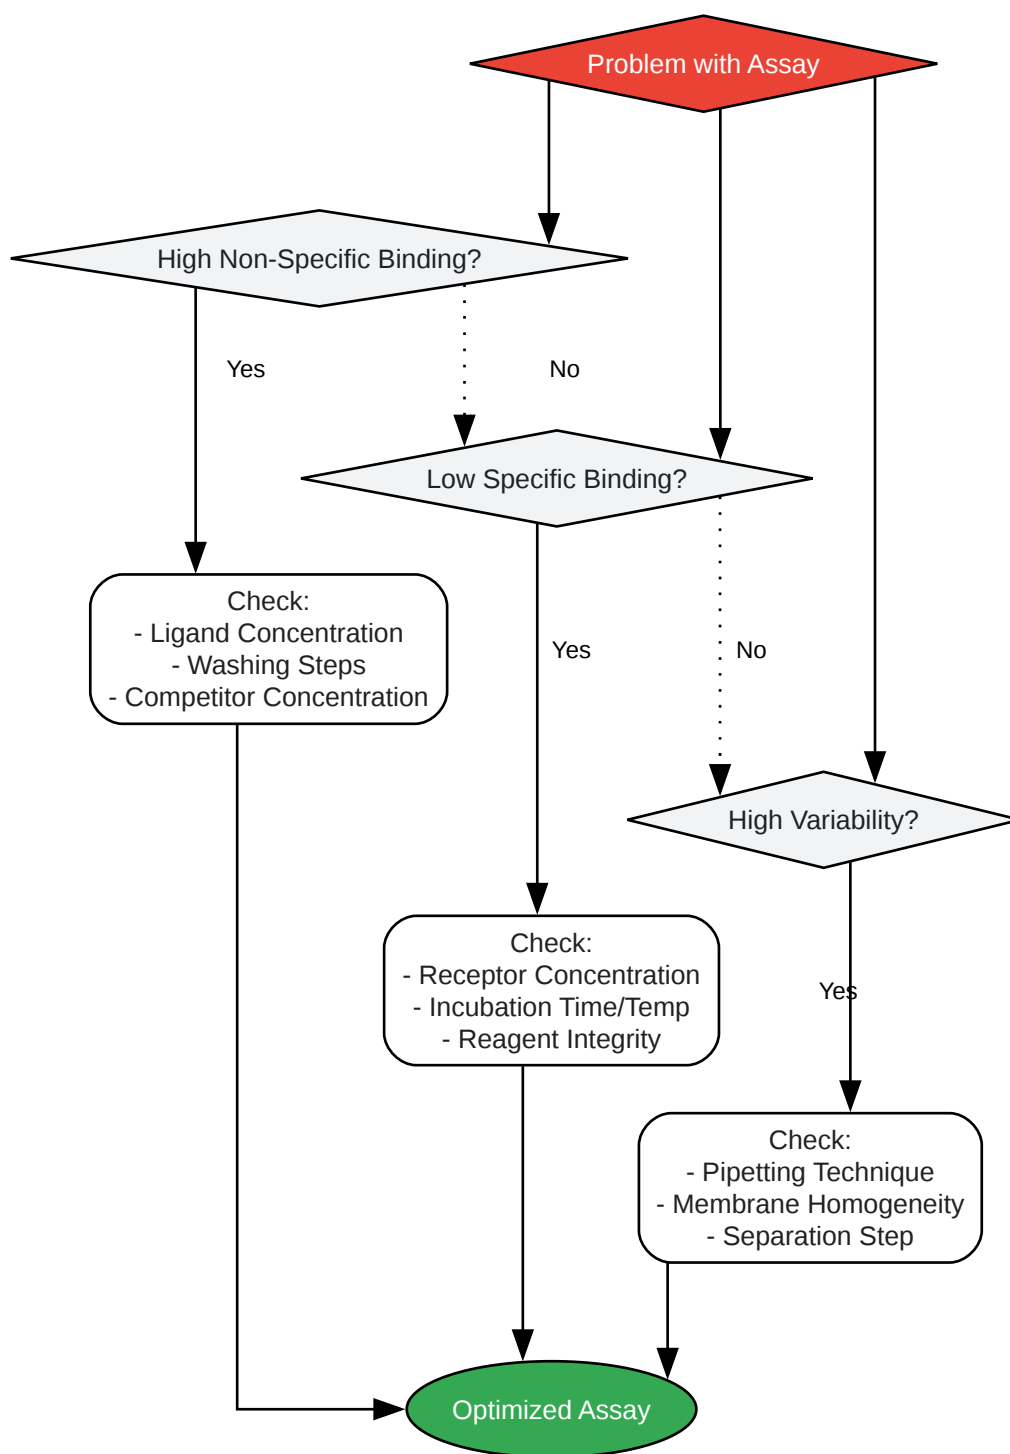 Problem with Assay
High Non-Specific Binding?
Yes
No
Low Specific Binding?
Check:
- Ligand Concentration
- Washing Steps
- Competitor Concentration
Yes
No
High Variability?
Check:
- Receptor Concentration
- Incubation Time/Temp
- Reagent Integrity
Yes
Check:
- Pipetting Technique
- Membrane Homogeneity
- Separation Step
Optimized Assay